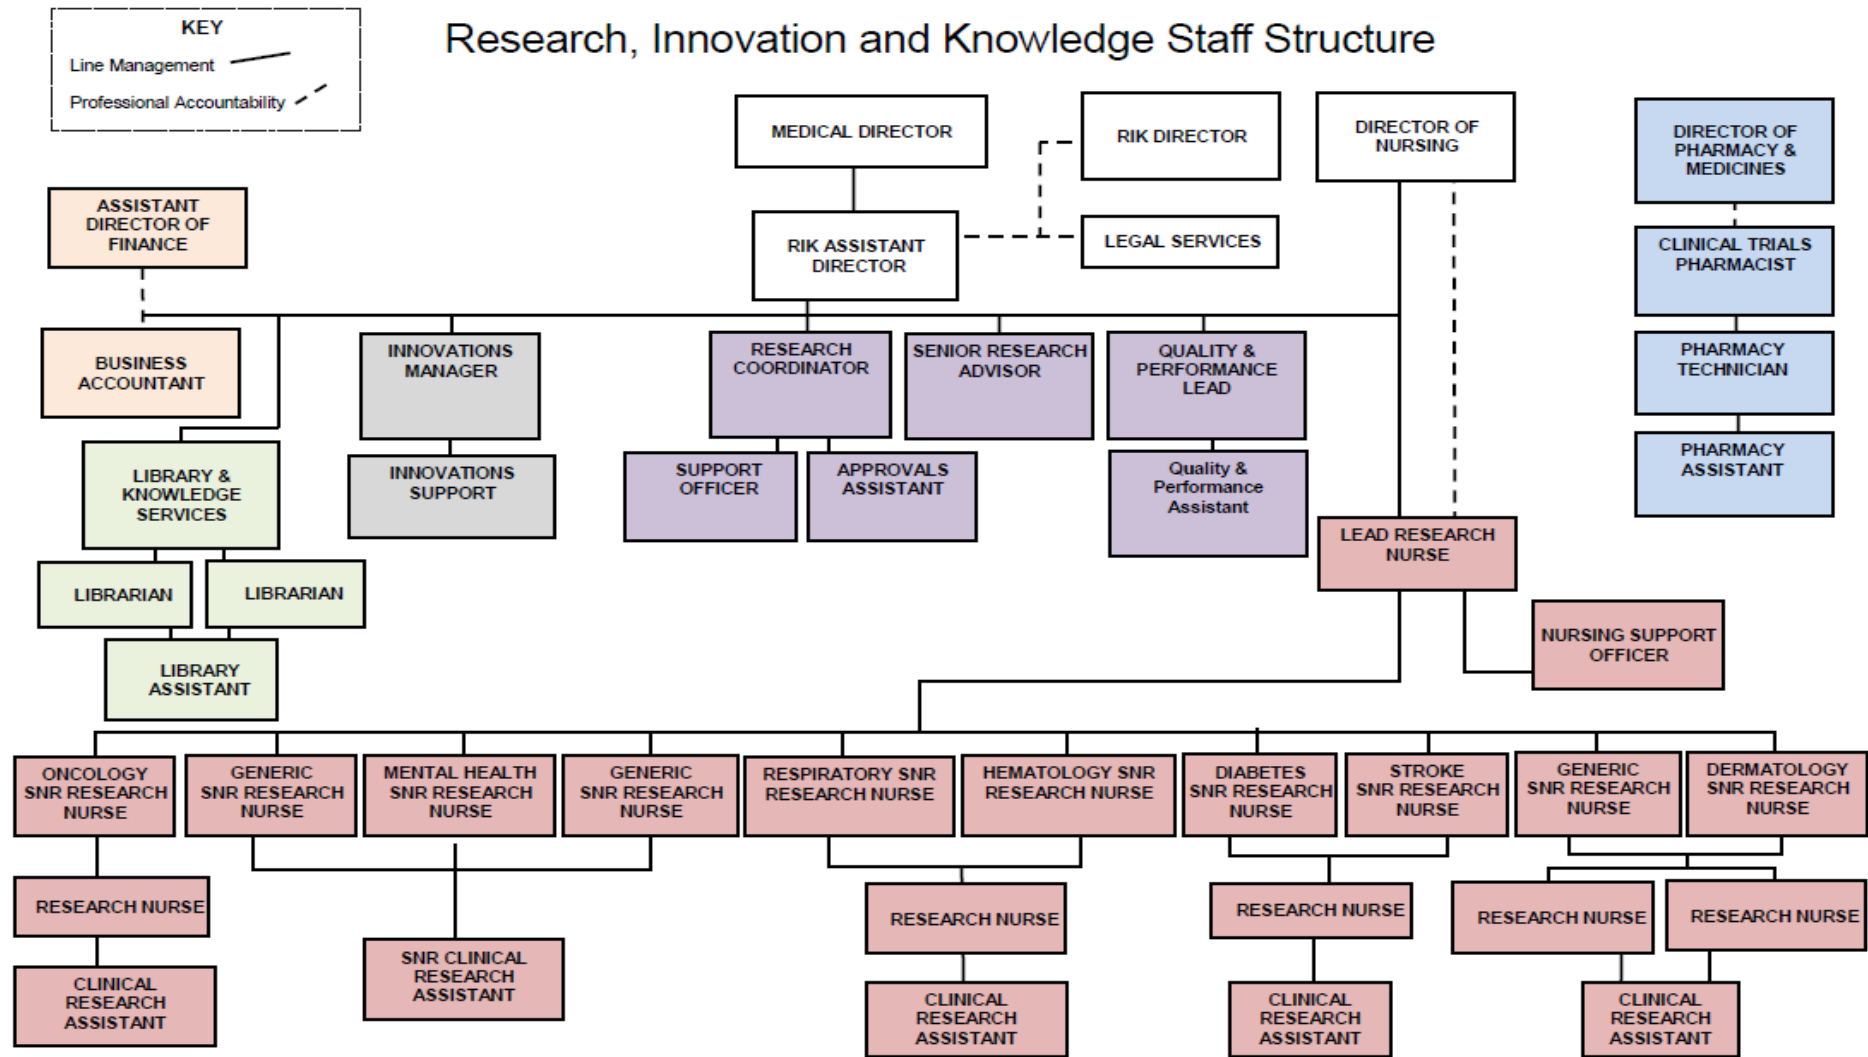 KEY
Line Management
Professional Accountability
Research, Innovation and Knowledge Staff Structure
MEDICAL DIRECTOR
RIK DIRECTOR
DIRECTOR OF
NURSING
DIRECTOR OF
PHARMACY &
MEDICINES
ASSISTANT
DIRECTOR OF
FINANCE
RIK ASSISTANT
DIRECTOR
LEGAL SERVICES
CLINICAL TRIALS
PHARMACIST
BUSINESS
ACCOUNTANT
INNOVATIONS
MANAGER
RESEARCH
COORDINATOR
SENIOR RESEARCH
ADVISOR
QUALITY &
PERFORMANCE
LEAD
PHARMACY
TECHNICIAN
LIBRARY &
KNOWLEDGE
SERVICES
INNOVATIONS
SUPPORT
SUPPORT
OFFICER
APPROVALS
ASSISTANT
Quality &
Performance
Assistant
PHARMACY
ASSISTANT
LEAD RESEARCH
NURSE
LIBRARIAN
LIBRARIAN
LIBRARY
ASSISTANT
NURSING SUPPORT
OFFICER
ONCOLOGY
SNR RESEARCH
NURSE
GENERIC
SNR RESEARCH
NURSE
MENTAL HEALTH
SNR RESEARCH
NURSE
GENERIC
SNR RESEARCH
NURSE
RESPIRATORY SNR
RESEARCH NURSE
HEMATOLOGY SNR
RESEARCH NURSE
DIABETES
SNR RESEARCH
NURSE
STROKE
SNR RESEARCH
NURSE
GENERIC
SNR RESEARCH
NURSE
DERMATOLOGY
SNR RESEARCH
NURSE
RESEARCH NURSE
RESEARCH NURSE
RESEARCH NURSE
RESEARCH NURSE
RESEARCH NURSE
CLINICAL
RESEARCH
ASSISTANT
SNR CLINICAL
RESEARCH
ASSISTANT
CLINICAL
RESEARCH
ASSISTANT
CLINICAL
RESEARCH
ASSISTANT
CLINICAL
RESEARCH
ASSISTANT